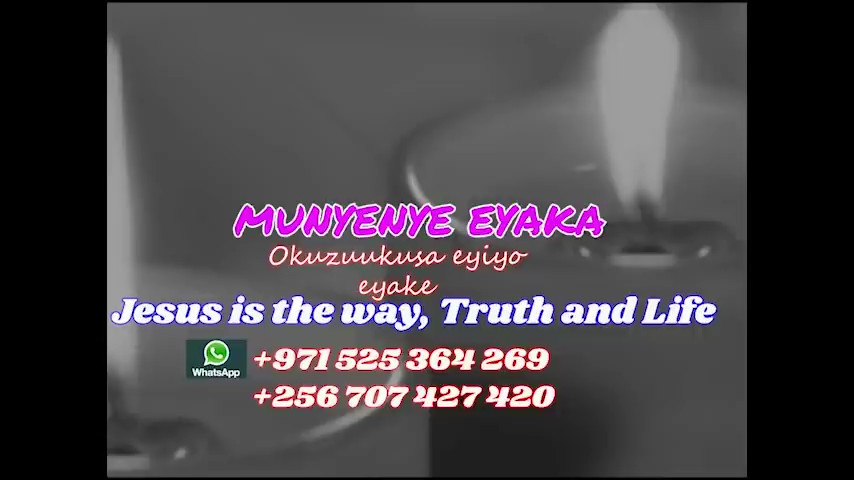 MUNYENYE EYAKA
Okuzuukusa eyiyo
eyake
Jesus is the way, Truth and Life
WhatsApp +971 525 364 269
+256 707 427 420